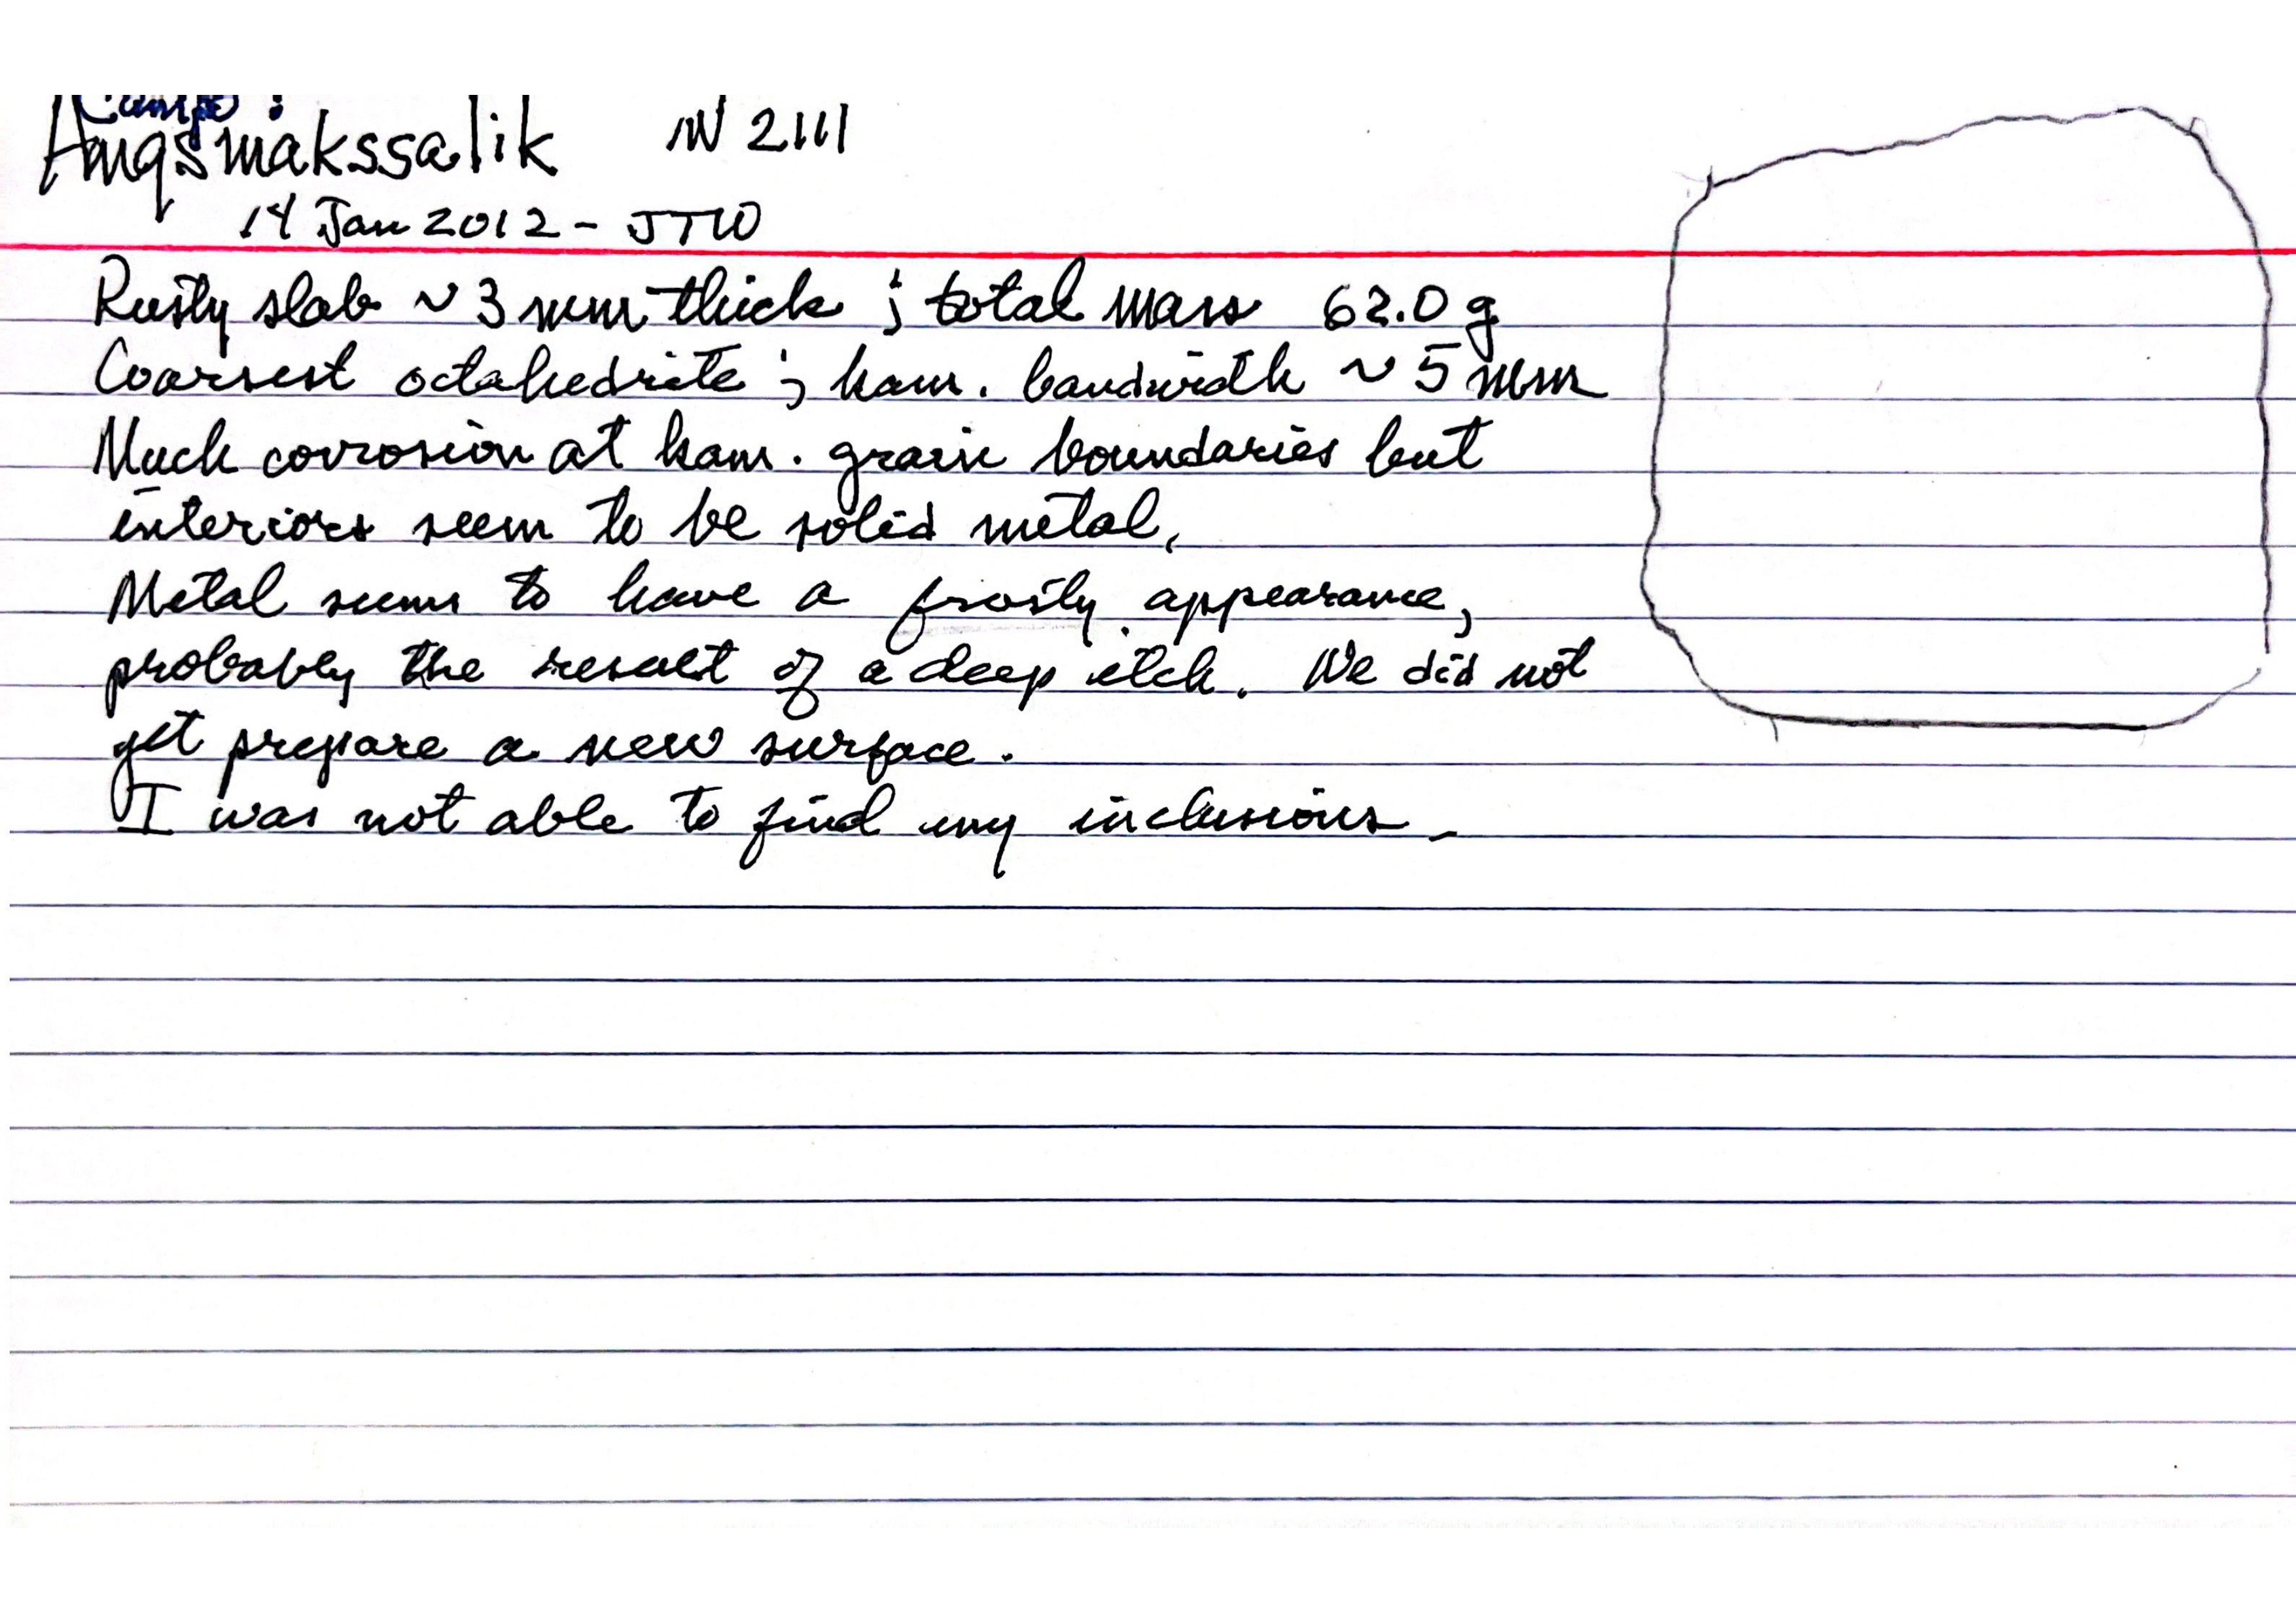 Campo:
IN 2111
14 Jan 2012 - JTW
Rusty slab ~ 3 mm thick ; total mass 62.0 g
Coarsest octahedrite ; kam. bandwidth ~ 5 mm
Much corrosion at kam. grain boundaries but
interiors seem to be solid metal.
Metal seems to have a frosty appearance,
probably the result of a deep etch. We did not
yet prepare a new surface.
I was not able to find any inclusions -